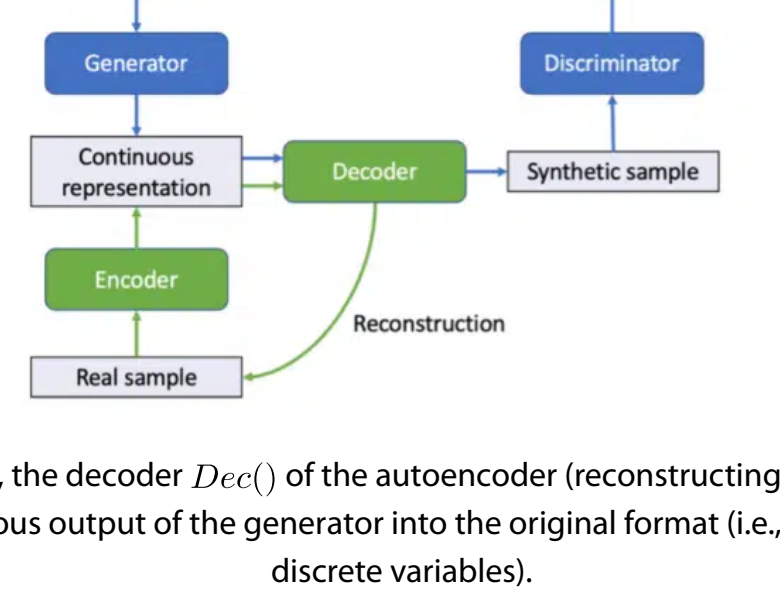 Generator
Discriminator
Continuous
representation
Decoder
Synthetic sample
Encoder
Reconstruction
Real sample
, the decoder Dec() of the autoencoder (reconstructing
ous output of the generator into the original format (i.e.,
discrete variables).